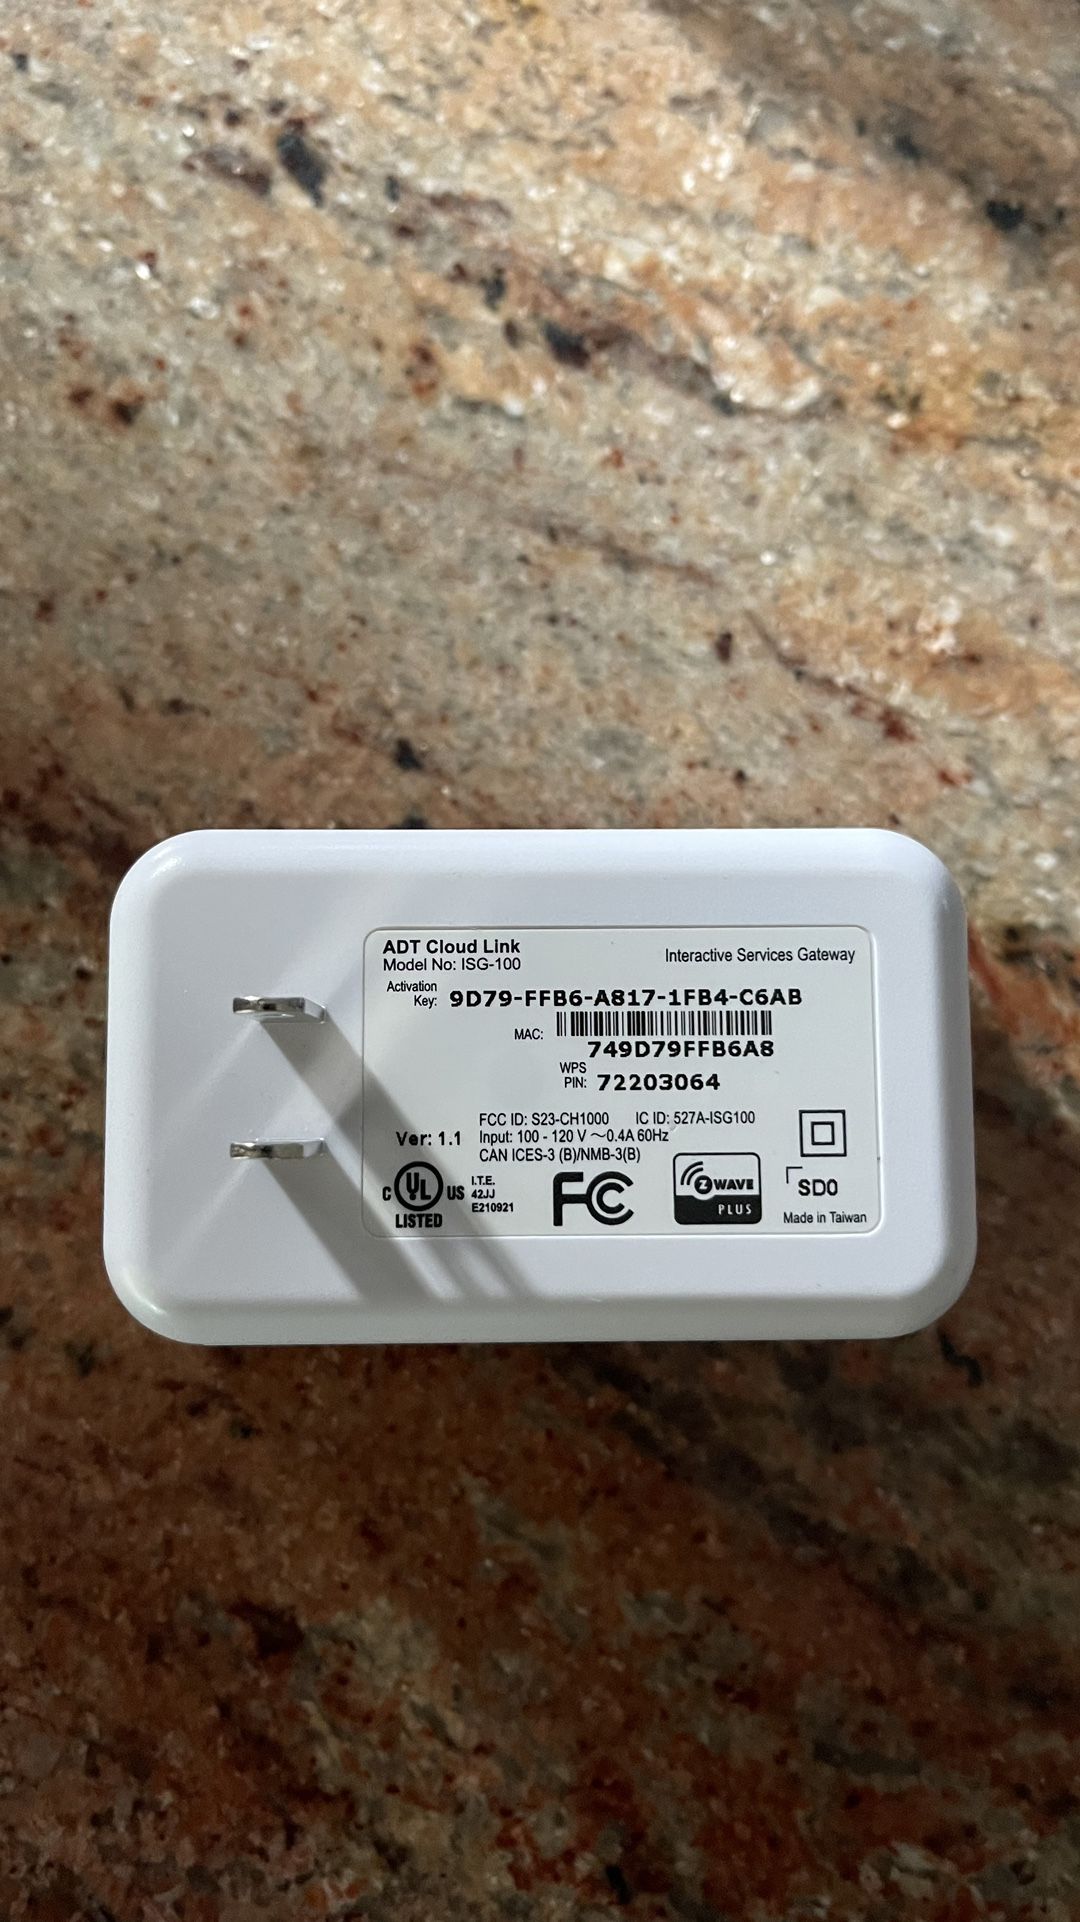 ADT Cloud Link
Model No: ISG-100
Interactive Services Gateway
Activation
Key: 9D79-FFB6-A817-1FB4-C6AB
MAC:
749D79FFB6A8
WPS
PIN: 72203064
FCC ID: S23-CH1000 IC ID: 527A-ISG100
Ver: 1.1 Input: 100 - 120 V ～0.4A 60Hz
CAN ICES-3 (B)/NMB-3(B)
C UL US
LISTED
I.T.E.
42JJ
E210921
FC
Z WAVE
PLUS
SD0
Made in Taiwan